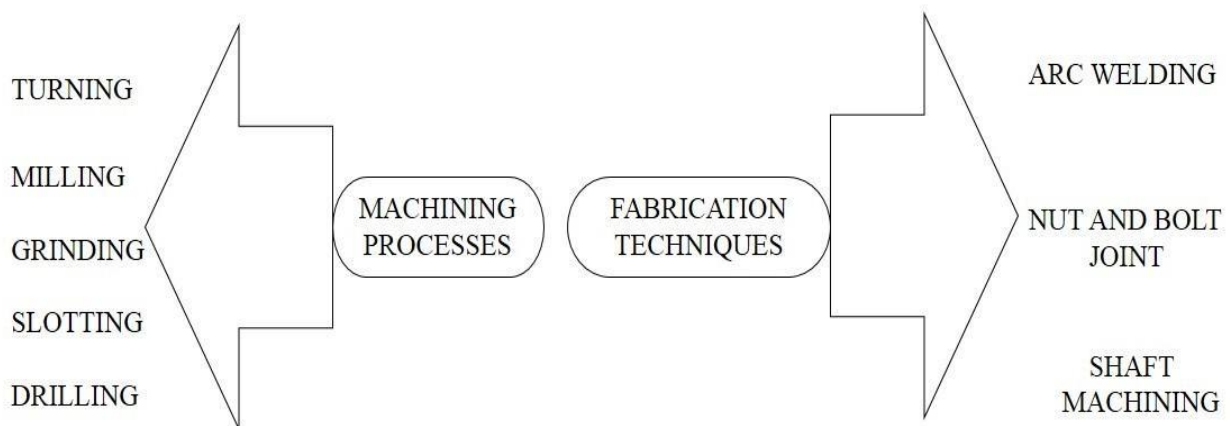 TURNING
MILLING
GRINDING
SLOTTING
DRILLING
MACHINING
PROCESSES
FABRICATION
TECHNIQUES
ARC WELDING
NUT AND BOLT
JOINT
SHAFT
MACHINING